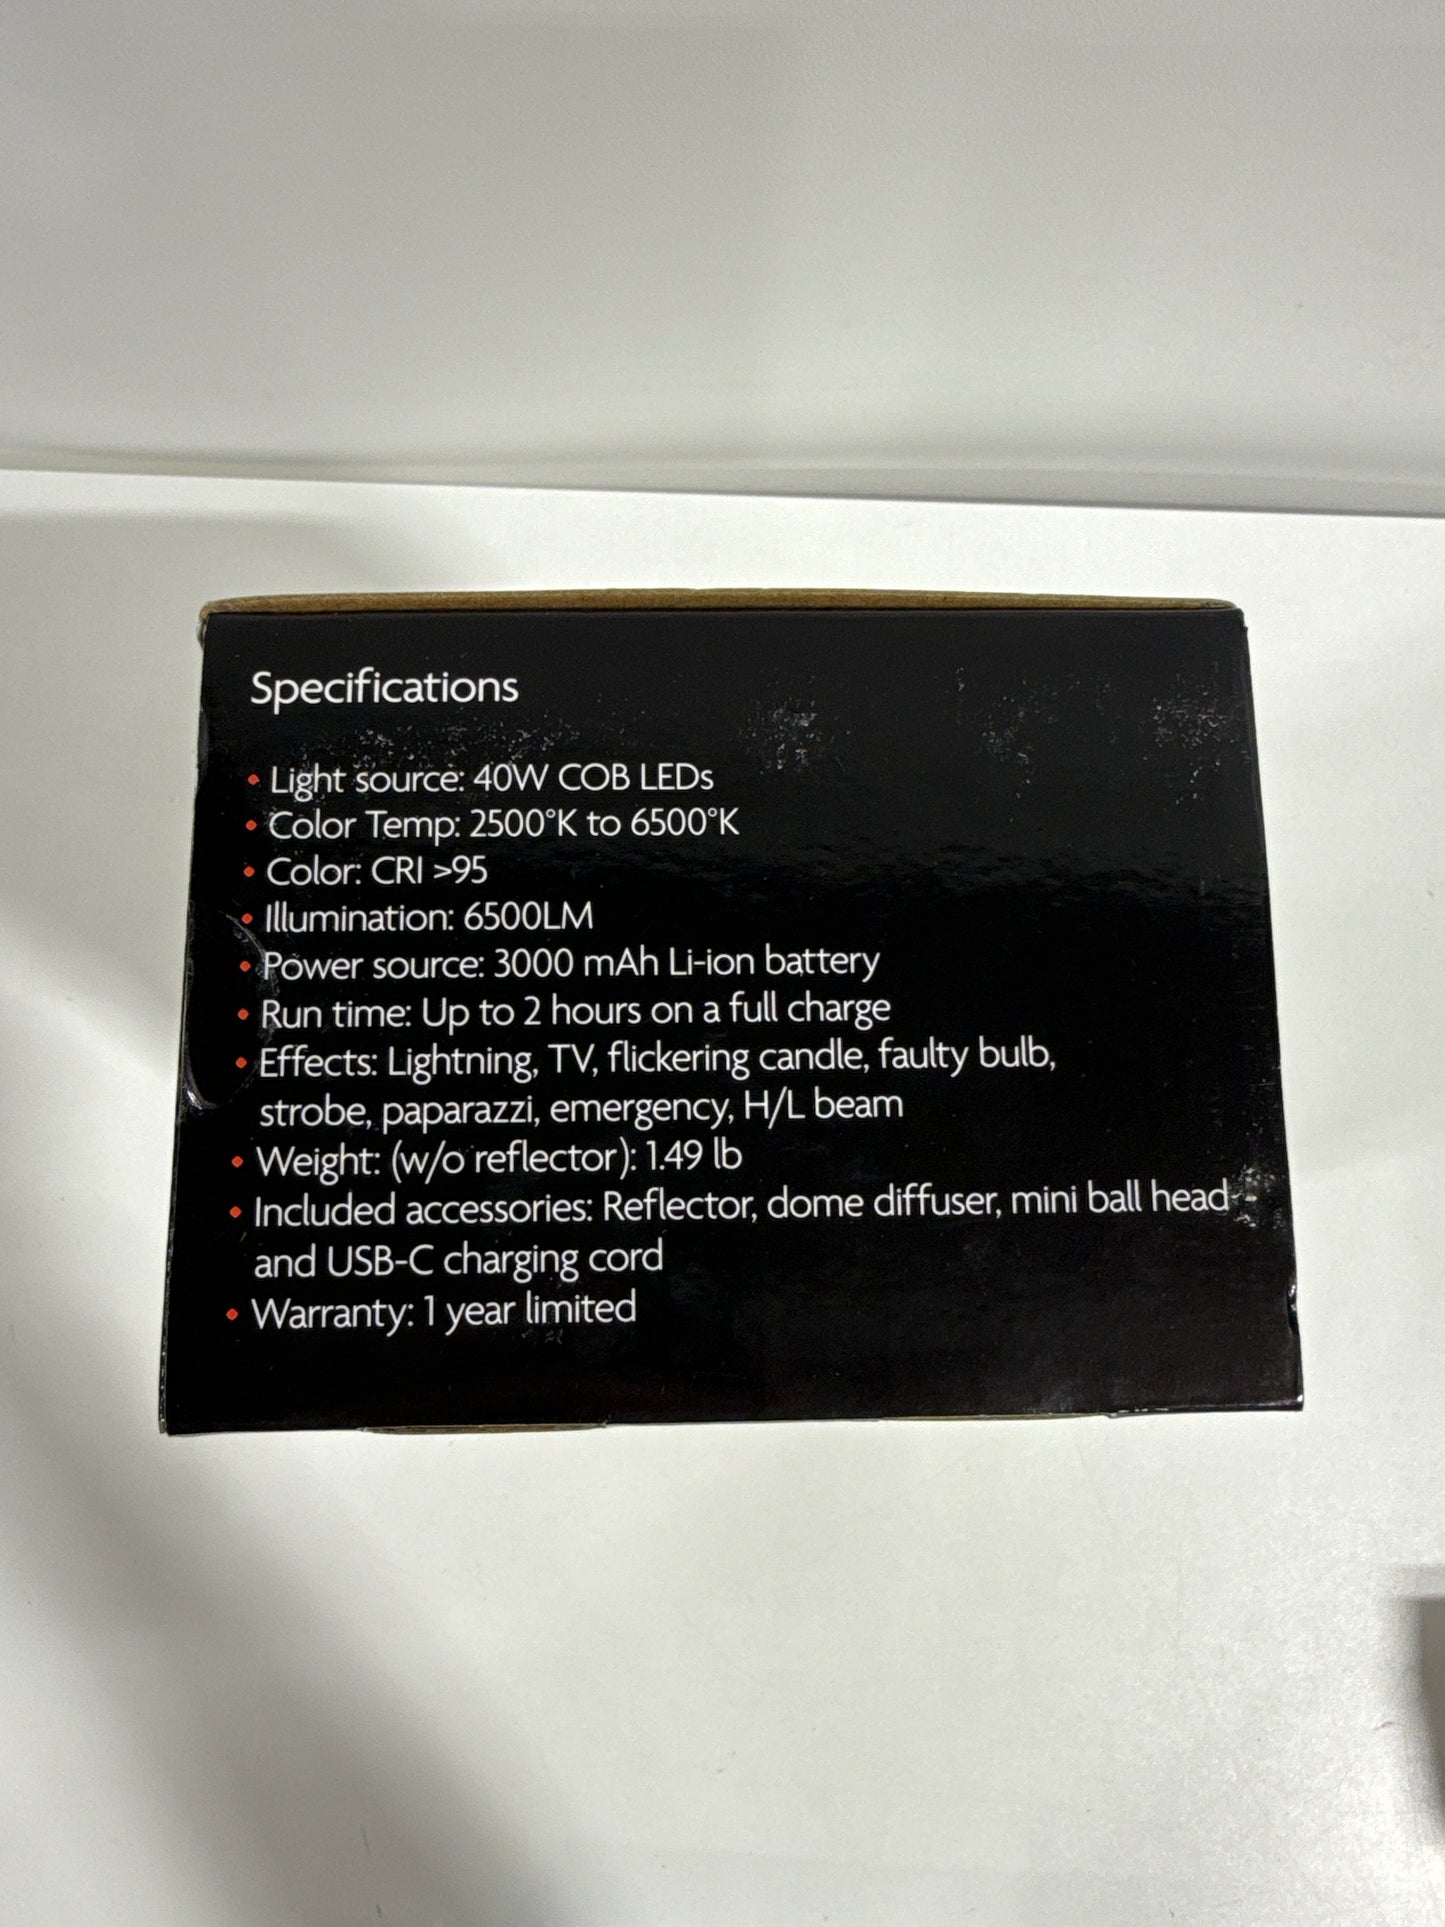 Specifications
• Light source: 40W COB LEDs
• Color Temp: 2500°K to 6500°K
• Color: CRI >95
• Illumination: 6500LM
• Power source: 3000 mAh Li-ion battery
• Run time: Up to 2 hours on a full charge
• Effects: Lightning, TV, flickering candle, faulty bulb,
strobe, paparazzi, emergency, H/L beam
• Weight: (w/o reflector): 1.49 lb
• Included accessories: Reflector, dome diffuser, mini ball head
and USB-C charging cord
• Warranty: 1 year limited